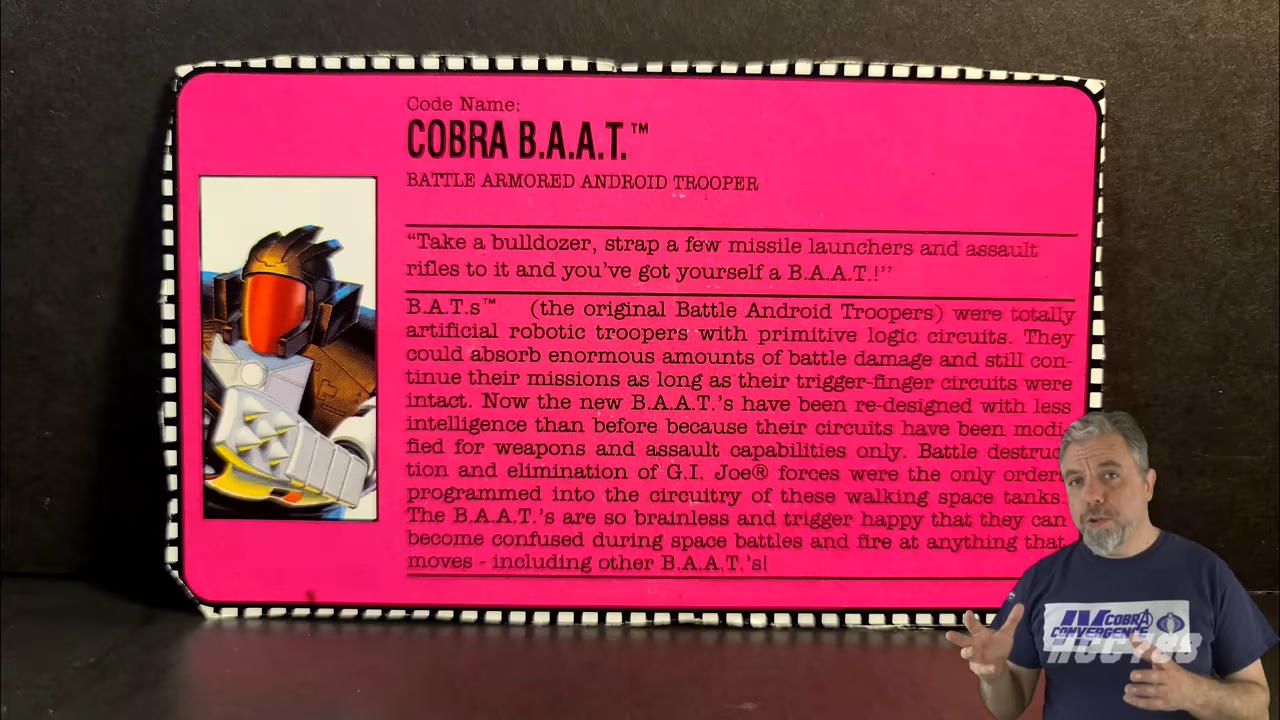 Code Name:
COBRA B.A.A.T.™
BATTLE ARMORED ANDROID TROOPER
“Take a bulldozer, strap a few missile launchers and assault
rifles to it and you’ve got yourself a B.A.A.T.!”
B.A.T.s™ (the original Battle Android Troopers) were totally
artificial robotic troopers with primitive logic circuits. They
could absorb enormous amounts of battle damage and still con-
tinue their missions as long as their trigger-finger circuits were
intact. Now the new B.A.A.T.’s have been re-designed with less
intelligence than before because their circuits have been modi-
fied for weapons and assault capabilities only. Battle destruc
tion and elimination of G.I. Joe® forces were the only orders
programmed into the circuitry of these walking space tanks.
The B.A.A.T.’s are so brainless and trigger happy that they can
become confused during space battles and fire at anything that
moves - including other B.A.A.T.’s!
JV COBRA
CONVERGENCE
HCC788